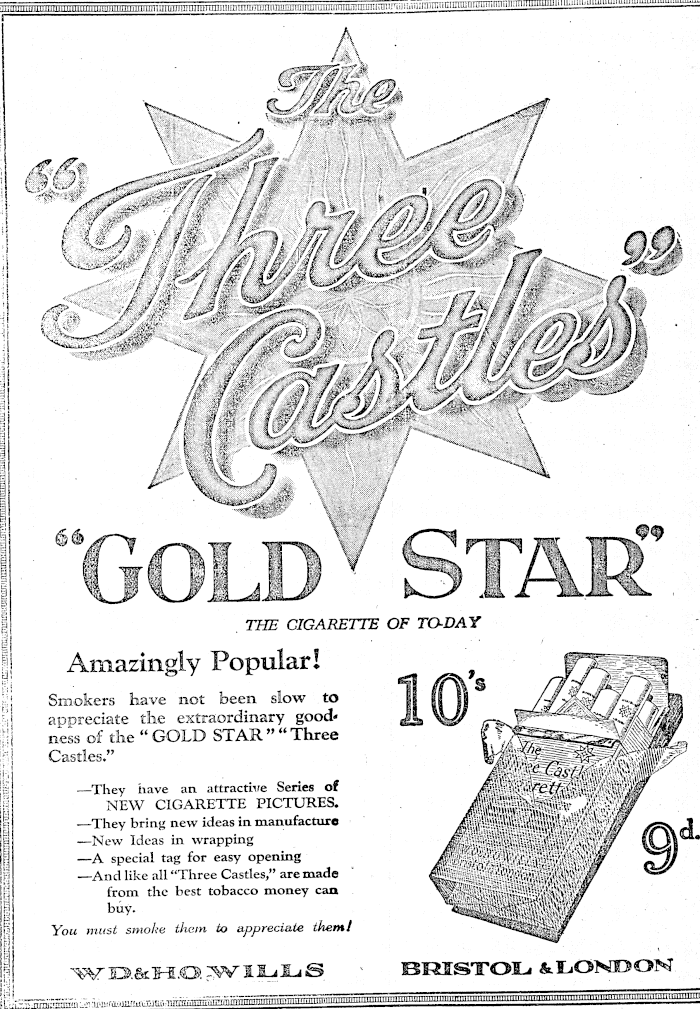 The
“Three
Castles”
“GOLD STAR”
THE CIGARETTE OF TO-DAY
Amazingly Popular!
Smokers have not been slow to
appreciate the extraordinary good-
ness of the “GOLD STAR” “Three
Castles.”
—They have an attractive Series of
NEW CIGARETTE PICTURES.
—They bring new ideas in manufacture
—New Ideas in wrapping
—A special tag for easy opening
—And like all “Three Castles,” are made
from the best tobacco money can
buy.
You must smoke them to appreciate them!
10's
The
9d.
W.D.&H.O.WILLS
BRISTOL & LONDON